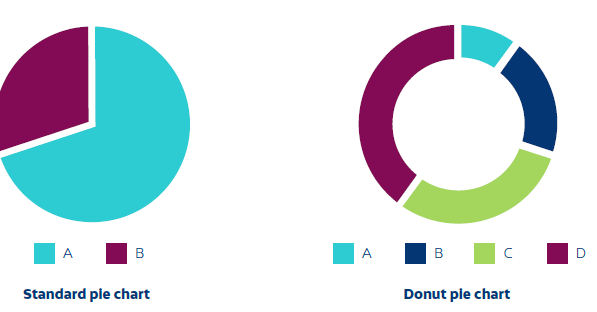 A B
A B C D
Standard pie chart
Donut pie chart